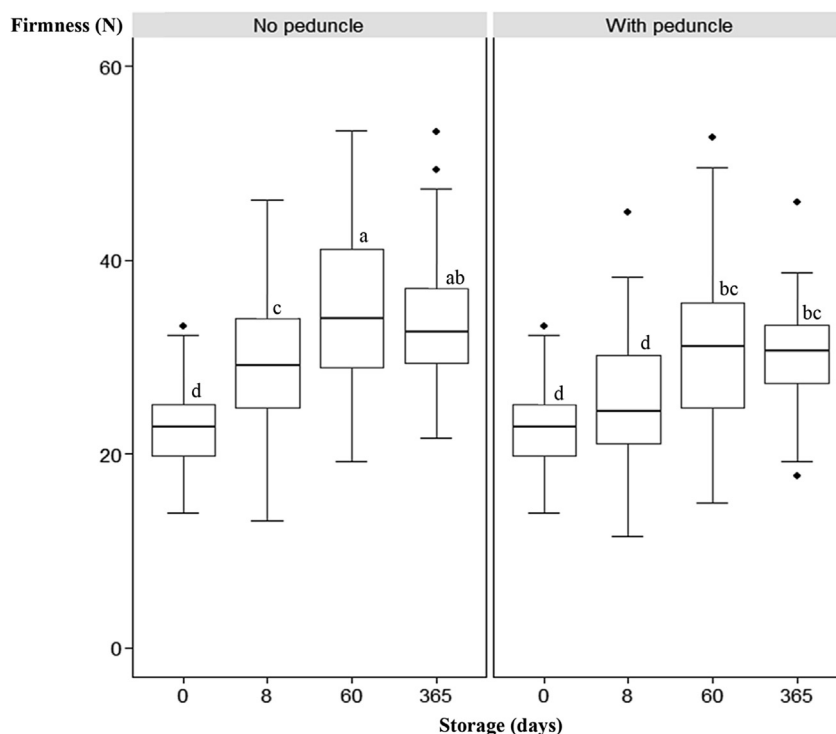 Firmness (N)
No peduncle
With peduncle
60
40
20
0
d
c
a
ab
d
d
bc
bc
0 8 60 365
0 8 60 365
Storage (days)